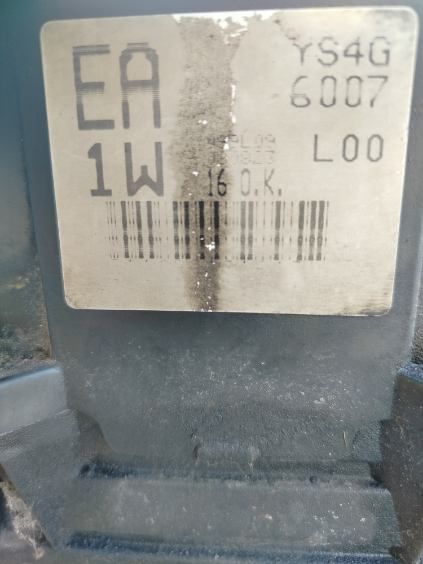 EA YS4G
6007
1W L00
16 O.K.